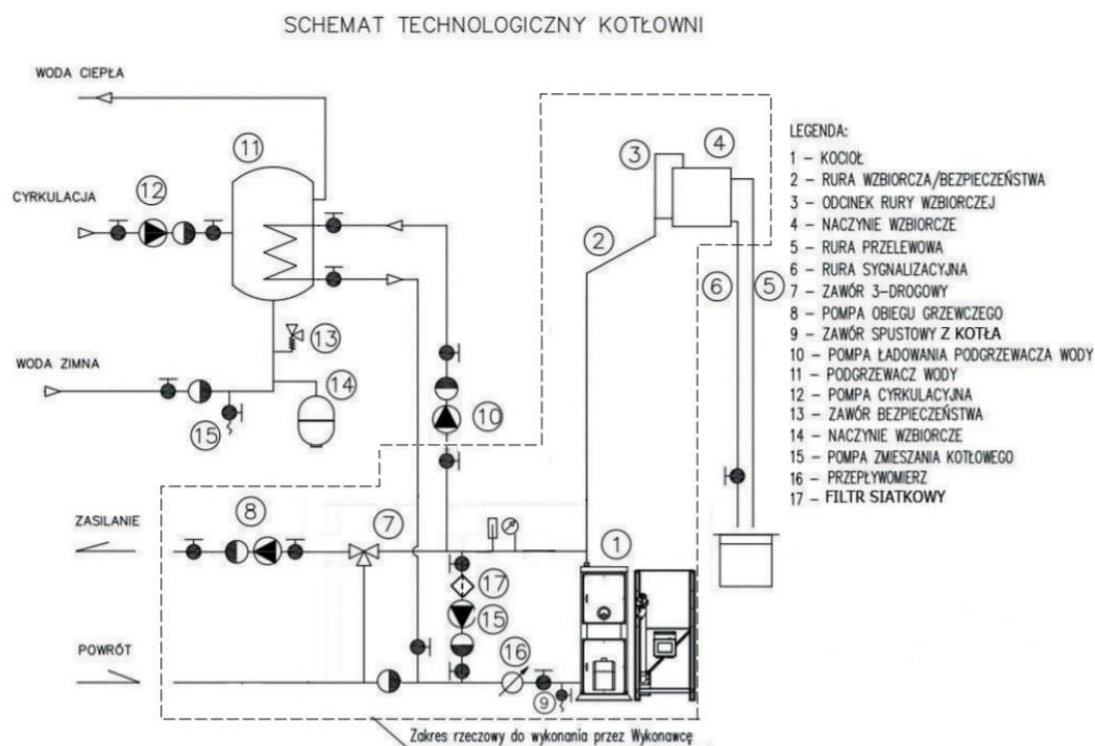 SCHEMAT TECHNOLOGICZNY KOTŁOWNI
WODA CIEPŁA
11
3
4
LEGENDA:
1 – KOCIOŁ
2 – RURA WZBIORCZA/BEZPIECZEŃSTWA
3 – ODCINEK RURY WZBIORCZEJ
4 – NACZYNIE WZBIORCZE
5 – RURA PRZELEWOWA
6 – RURA SYGNALIZACYJNA
7 – ZAWÓR 3-DROGOWY
8 – POMPA OBIEGU GRZEWCZEGO
9 – ZAWÓR SPUSTOWY Z KOTŁA
10 – POMPA ŁADOWANIA PODGRZEWACZA WODY
11 – PODGRZEWACZ WODY
12 – POMPA CYRKULACYJNA
13 – ZAWÓR BEZPIECZEŃSTWA
14 – NACZYNIE WZBIORCZE
15 – POMPA ZMIESZANIA KOTŁOWEGO
16 – PRZEPŁYWOMIERZ
17 – FILTR SIATKOWY
CYRKULACJA
12
2
6
5
13
WODA ZIMNA
14
15
10
ZASILANIE
8
7
1
17
15
POWRÓT
16
9
Zakres rzeczowy do wykonania przez Wykonawcę